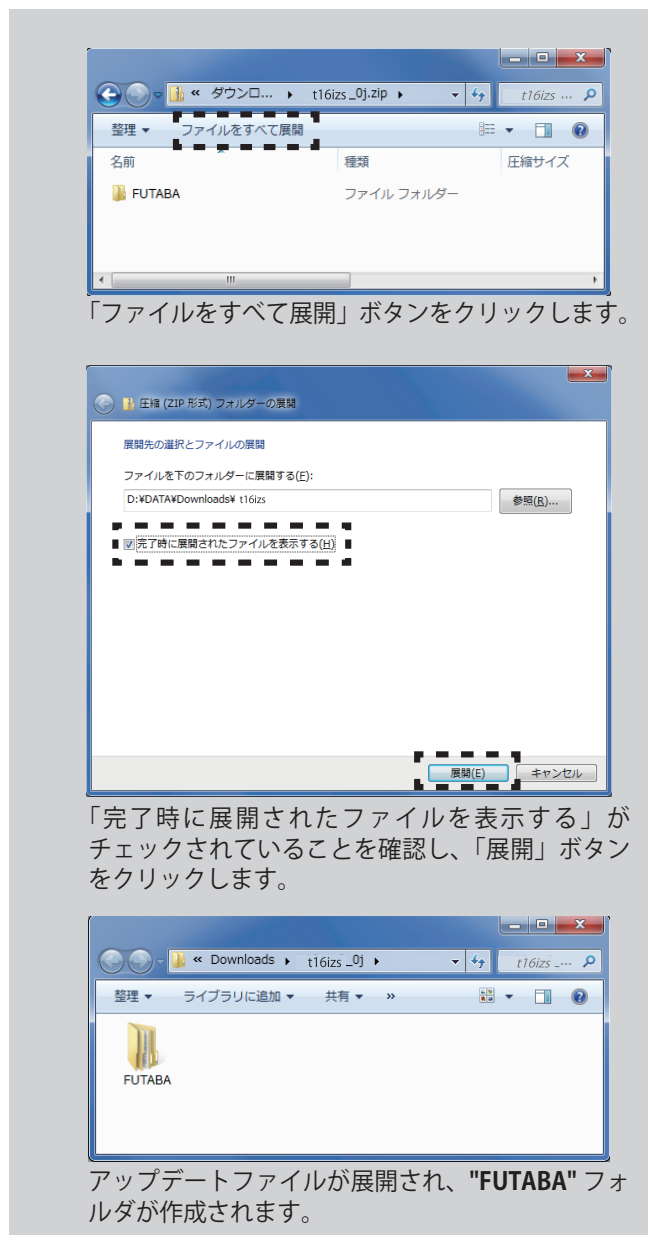 « ダウンロ... ▸ t16izs_0j.zip ▸
t16izs ...
整理 ▼ ファイルをすべて展開
名前 種類 圧縮サイズ
FUTABA ファイル フォルダー
「ファイルをすべて展開」ボタンをクリックします。
圧縮 (ZIP 形式) フォルダーの展開
展開先の選択とファイルの展開
ファイルを下のフォルダーに展開する(F):
D:¥DATA¥Downloads¥ t16izs 参照(R)...
完了時に展開されたファイルを表示する(H)
展開(E) キャンセル
「完了時に展開されたファイルを表示する」が
チェックされていることを確認し、「展開」ボタン
をクリックします。
« Downloads ▸ t16izs _0j ▸
t16izs _...
整理 ▼ ライブラリに追加 ▼ 共有 ▼ »
FUTABA
アップデートファイルが展開され、"FUTABA" フォ
ルダが作成されます。